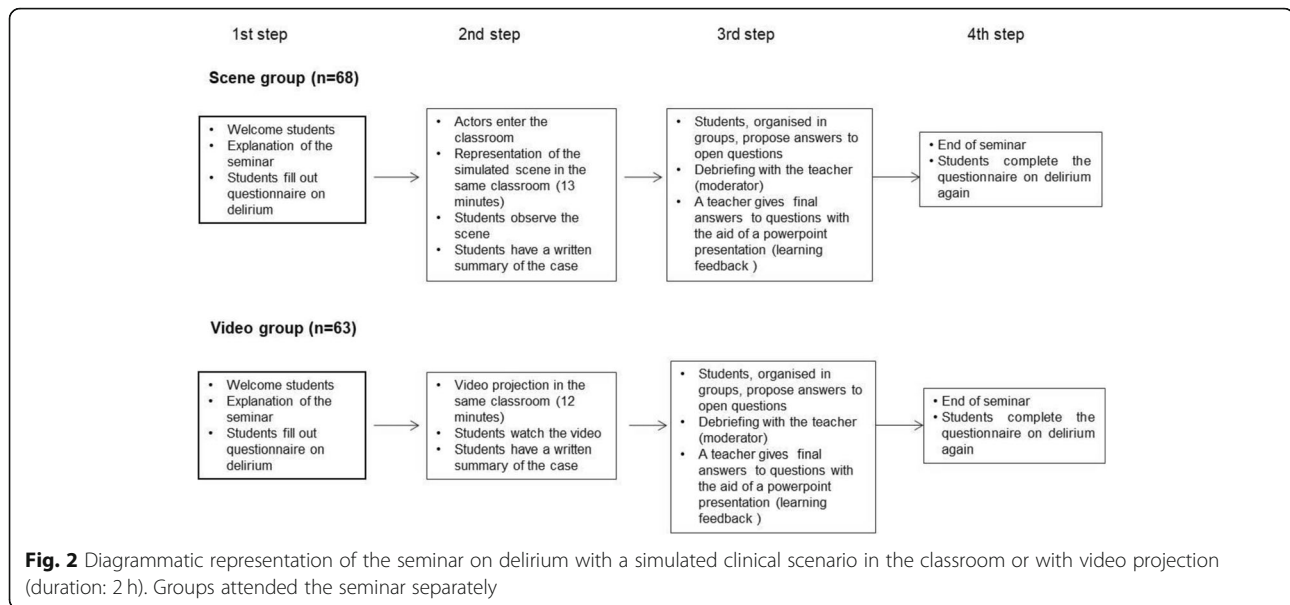 1st step 2nd step 3rd step 4th step
Scene group (n=68)
• Welcome students
• Explanation of the
seminar
• Students fill out
questionnaire on
delirium
• Actors enter the
classroom
• Representation of the
simulated scene in the
same classroom (13
minutes)
• Students observe the
scene
• Students have a written
summary of the case
• Students, organised in
groups, propose answers to
open questions
• Debriefing with the teacher
(moderator)
• A teacher gives final
answers to questions with
the aid of a powerpoint
presentation (learning
feedback )
• End of seminar
• Students complete the
questionnaire on delirium
again
Video group (n=63)
• Welcome students
• Explanation of the
seminar
• Students fill out
questionnaire on
delirium
• Video projection in the
same classroom (12
minutes)
• Students watch the video
• Students have a written
summary of the case
• Students, organised in
groups, propose answers to
open questions
• Debriefing with the teacher
(moderator)
• A teacher gives final
answers to questions with
the aid of a powerpoint
presentation (learning
feedback )
• End of seminar
• Students complete the
questionnaire on delirium
again
Fig. 2 Diagrammatic representation of the seminar on delirium with a simulated clinical scenario in the classroom or with video projection
(duration: 2 h). Groups attended the seminar separately